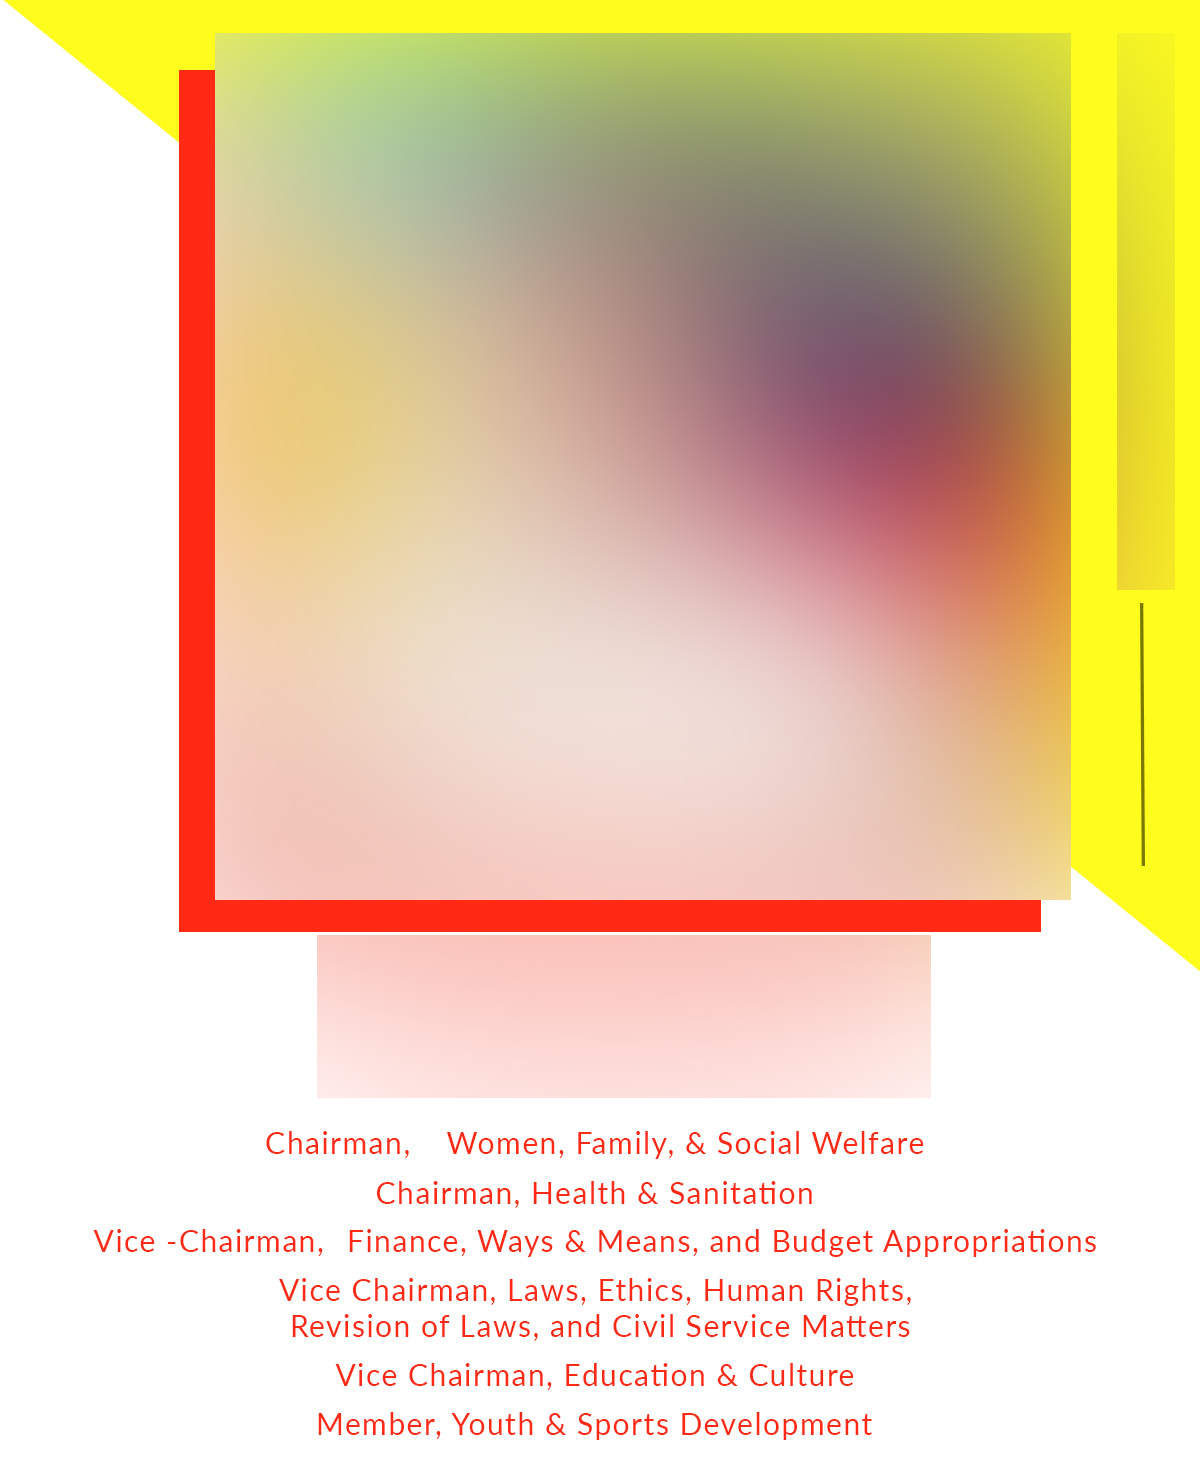 Chairman, Women, Family, & Social Welfare
Chairman, Health & Sanitation
Vice -Chairman, Finance, Ways & Means, and Budget Appropriations
Vice Chairman, Laws, Ethics, Human Rights,
Revision of Laws, and Civil Service Matters
Vice Chairman, Education & Culture
Member, Youth & Sports Development